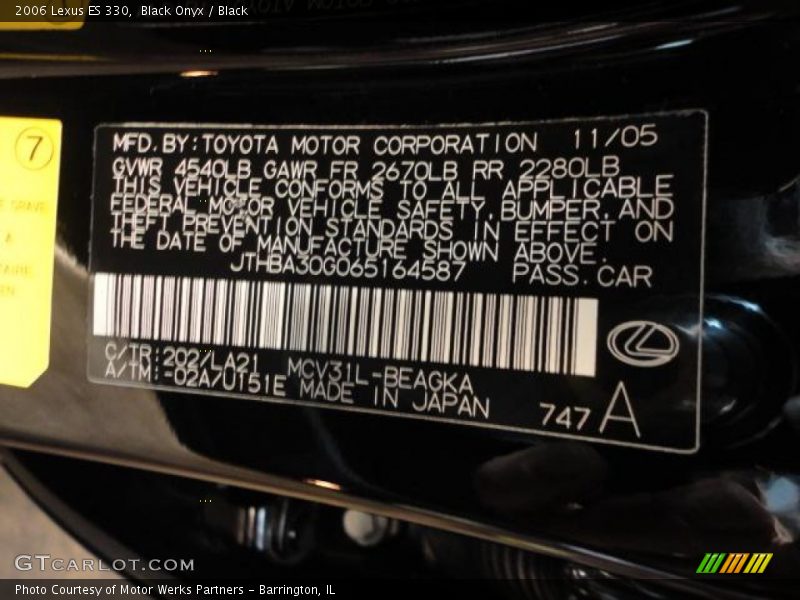 2006 Lexus ES 330,  Black Onyx / Black
7
MFD. BY: TOYOTA MOTOR CORPORATION 11/05
GVWR 4540LB GAWR FR 2670LB RR 2280LB
THIS VEHICLE CONFORMS TO ALL APPLICABLE
FEDERAL MOTOR VEHICLE SAFETY, BUMPER, AND
THEFT PREVENTION STANDARDS IN EFFECT ON
THE DATE OF MANUFACTURE SHOWN ABOVE.
JTHBA30G065164587 PASS. CAR
C/TR: 202/LA21 MCV31L-BEAGKA
A/TM: -02A/U151E MADE IN JAPAN
747 A
GTCARLOT.COM
Photo Courtesy of Motor Werks Partners - Barrington, IL